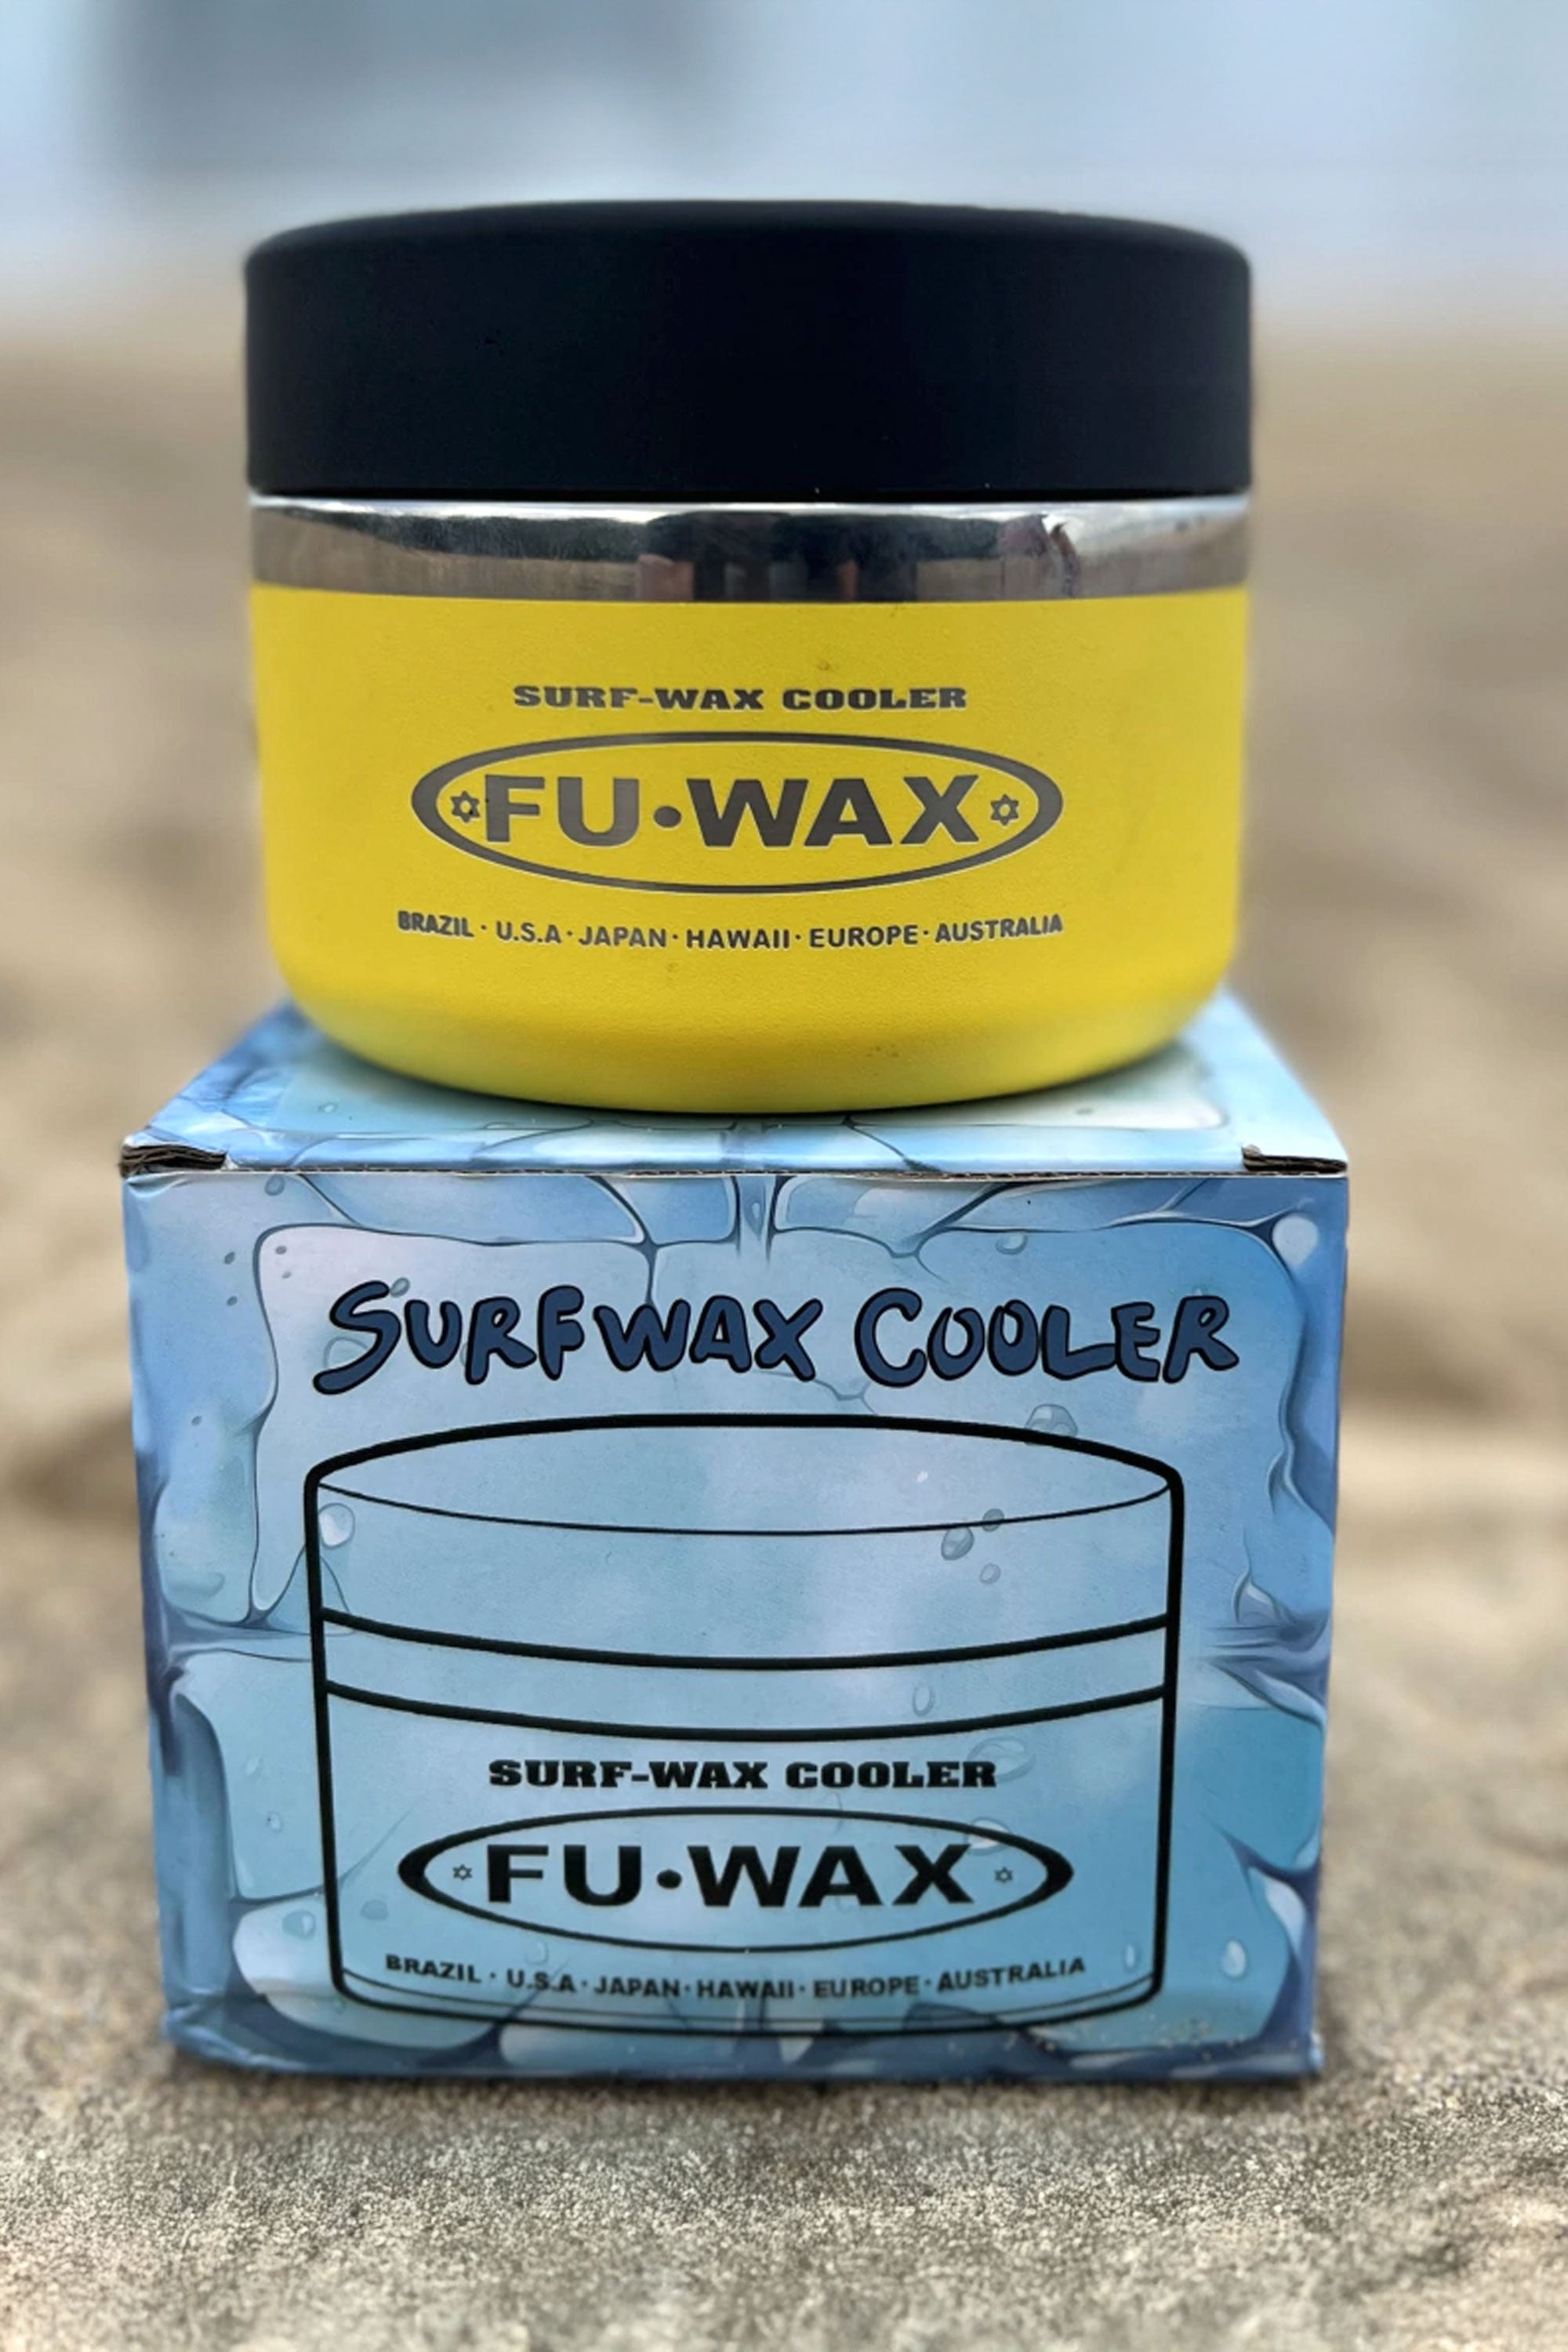 SURF-WAX COOLER
FU•WAX
BRAZIL · U.S.A · JAPAN · HAWAII · EUROPE · AUSTRALIA
SURFWAX COOLER
SURF-WAX COOLER
FU•WAX
BRAZIL · U.S.A · JAPAN · HAWAII · EUROPE · AUSTRALIA